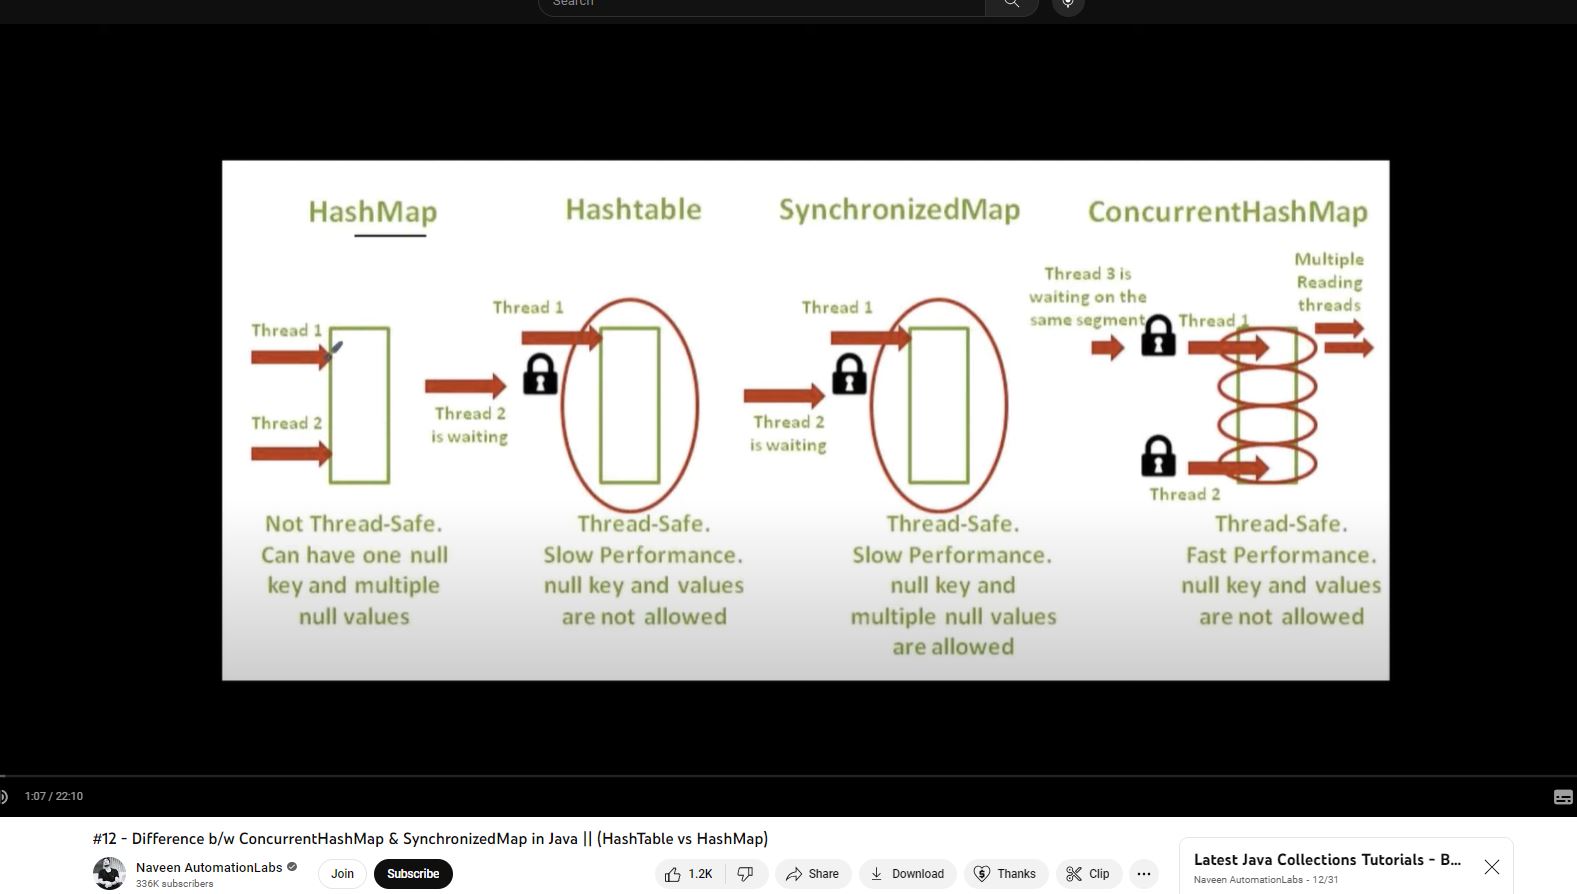 Search
HashMap
Hashtable
SynchronizedMap
ConcurrentHashMap
Thread 1
Thread 2
Thread 1
Thread 2
is waiting
Thread 1
Thread 2
is waiting
Thread 3 is
waiting on the
same segment
Thread 1
Multiple
Reading
threads
Thread 2
Not Thread-Safe.
Can have one null
key and multiple
null values
Thread-Safe.
Slow Performance.
null key and values
are not allowed
Thread-Safe.
Slow Performance.
null key and
multiple null values
are allowed
Thread-Safe.
Fast Performance.
null key and values
are not allowed
1:07 / 22:10
#12 - Difference b/w ConcurrentHashMap & SynchronizedMap in Java || (HashTable vs HashMap)
Naveen AutomationLabs
336K subscribers
Join
Subscribe
1.2K
Share
Download
Thanks
Clip
Latest Java Collections Tutorials - B...
Naveen AutomationLabs - 12/31